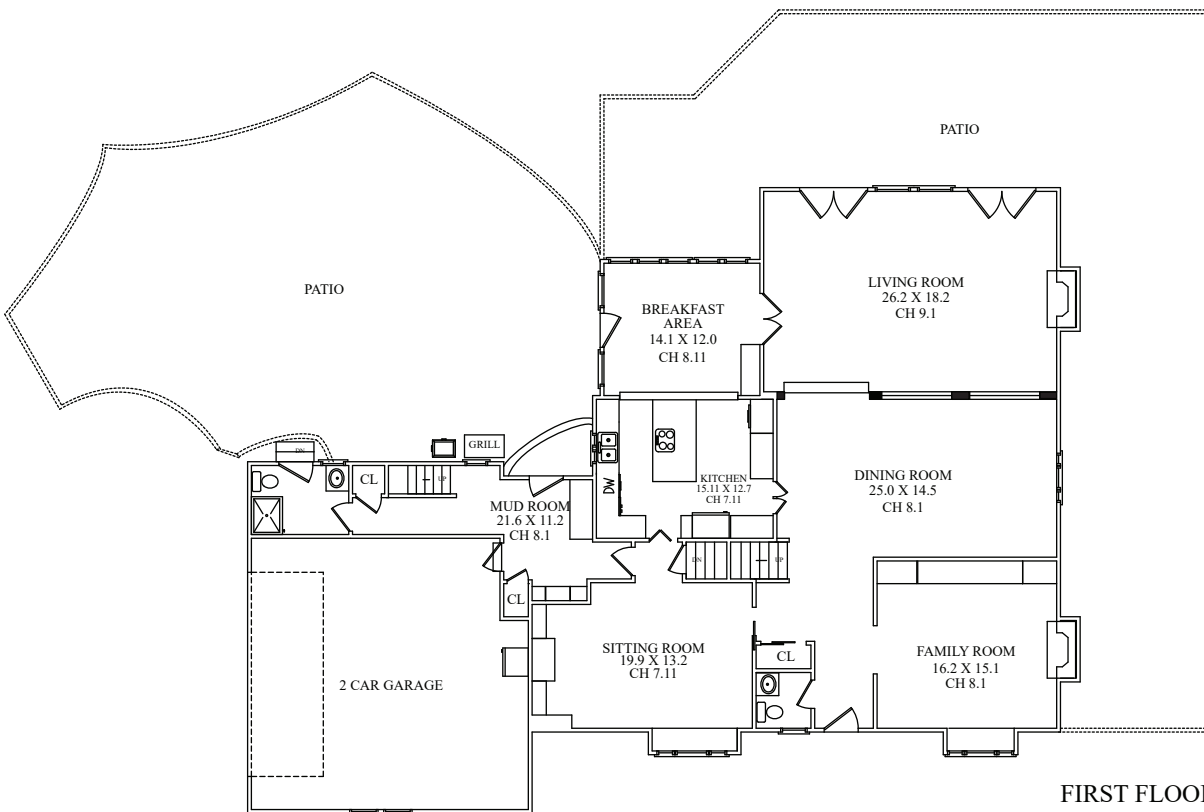 PATIO
LIVING ROOM
26.2 X 18.2
CH 9.1
PATIO
BREAKFAST
AREA
14.1 X 12.0
CH 8.11
DN
GRILL
CL
UP
DW
KITCHEN
15.11 X 12.7
CH 7.11
DINING ROOM
25.0 X 14.5
CH 8.1
MUD ROOM
21.6 X 11.2
CH 8.1
DN
UP
CL
SITTING ROOM
19.9 X 13.2
CH 7.11
CL
FAMILY ROOM
16.2 X 15.1
CH 8.1
2 CAR GARAGE
FIRST FLOO